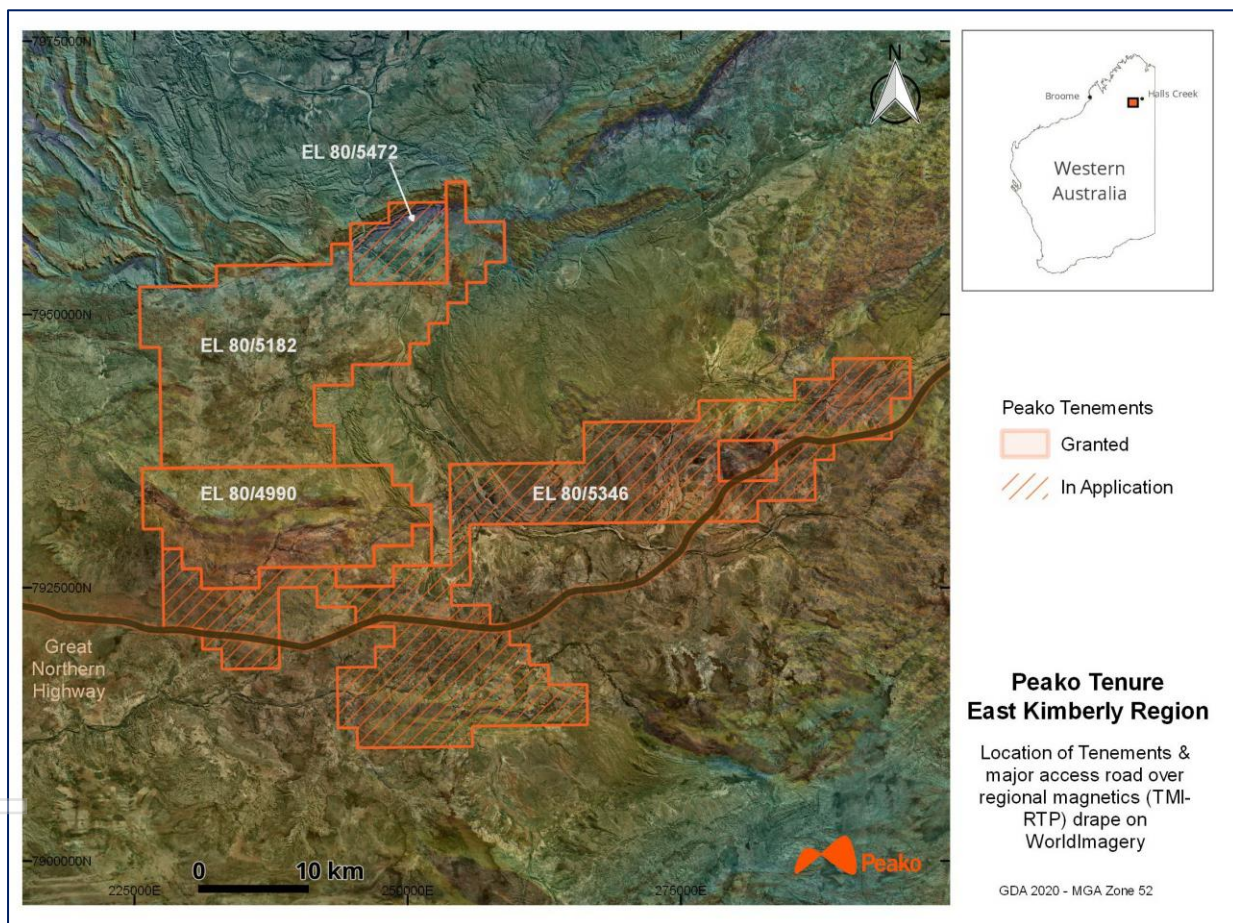 7975000N
N
EL 80/5472
7950000N
EL 80/5182
EL 80/4990
EL 80/5346
7925000N
Great
Northern
Highway
7900000N
0 10 km
225000E
250000E
275000E
Peako
Broome
Halls Creek
Western
Australia
Peako Tenements
Granted
In Application
Peako Tenure
East Kimberly Region
Location of Tenements &
major access road over
regional magnetics (TMI-
RTP) drape on
WorldImagery
GDA 2020 - MGA Zone 52